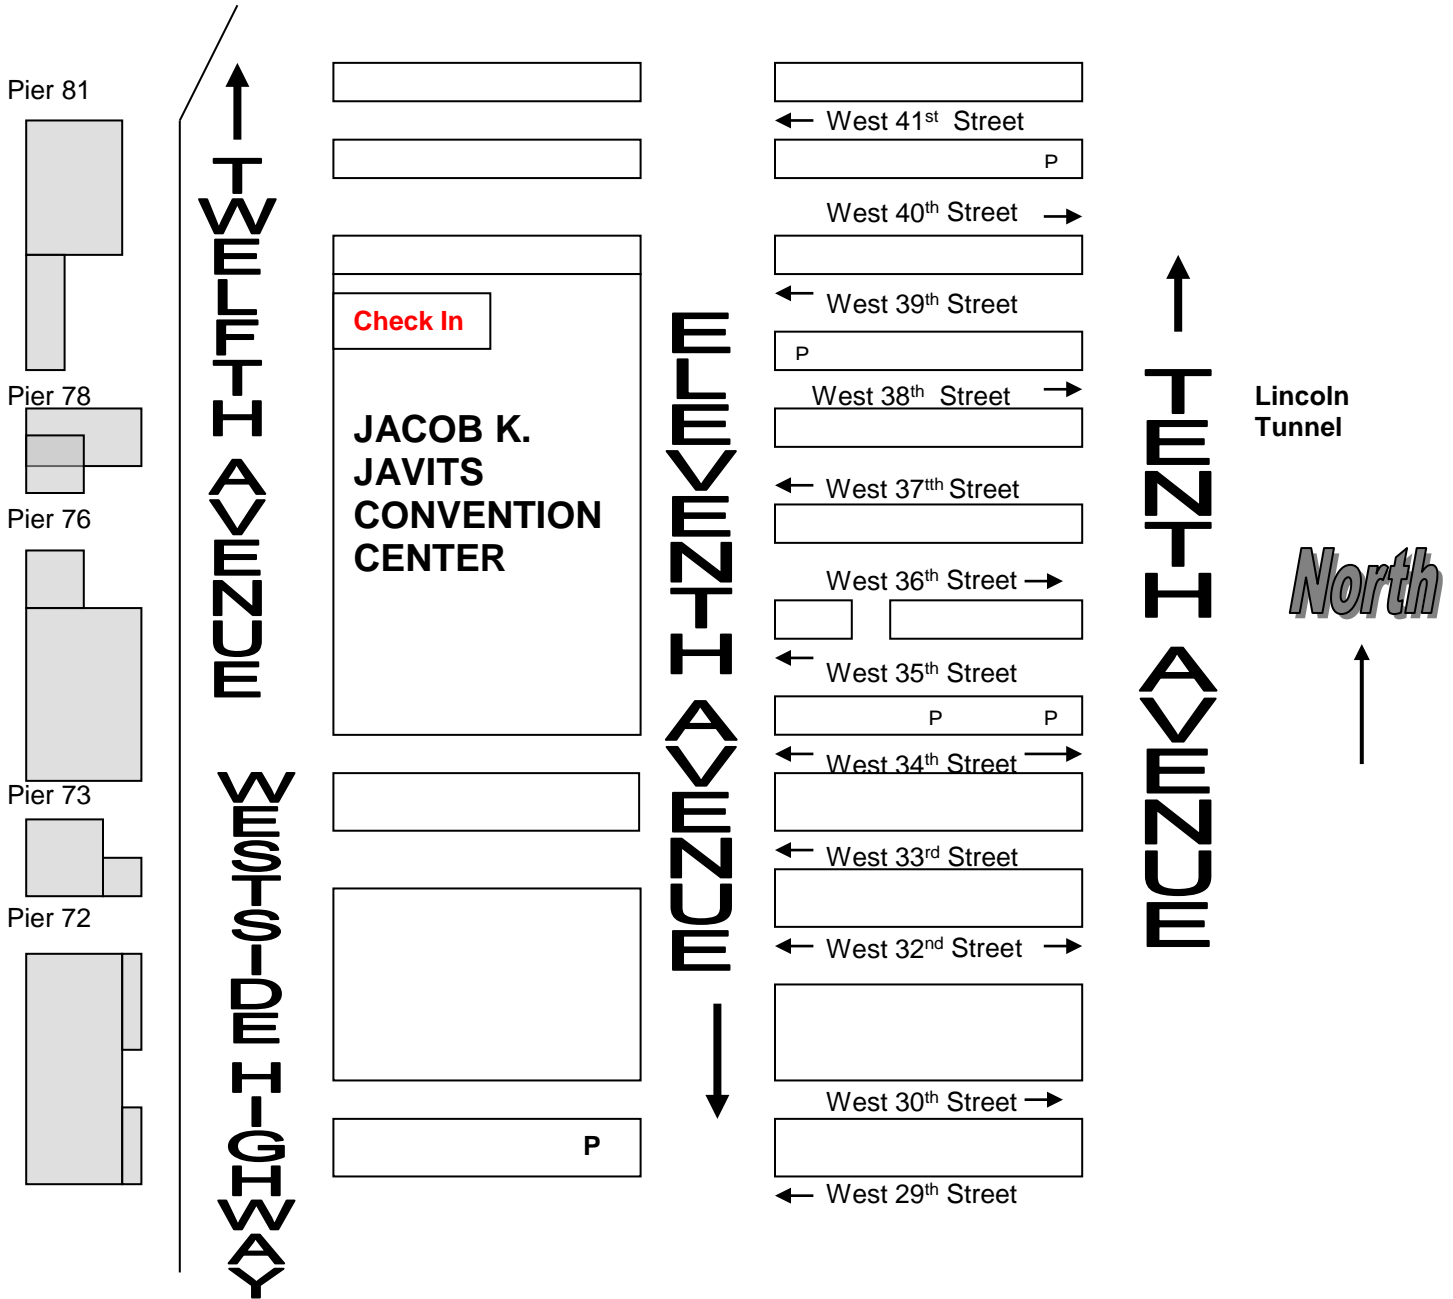 Pier 81
Pier 78
Pier 76
Pier 73
Pier 72
TWELFTH AVENUE
WESTSIDE HIGHWAY
Check In
JACOB K.
JAVITS
CONVENTION
CENTER
P
ELEVENTH AVENUE
West 41st Street
P
West 40th Street
West 39th Street
P
West 38th Street
West 37tth Street
West 36th Street
West 35th Street
P P
West 34th Street
West 33rd Street
West 32nd Street
West 30th Street
West 29th Street
TENTH AVENUE
Lincoln
Tunnel
North